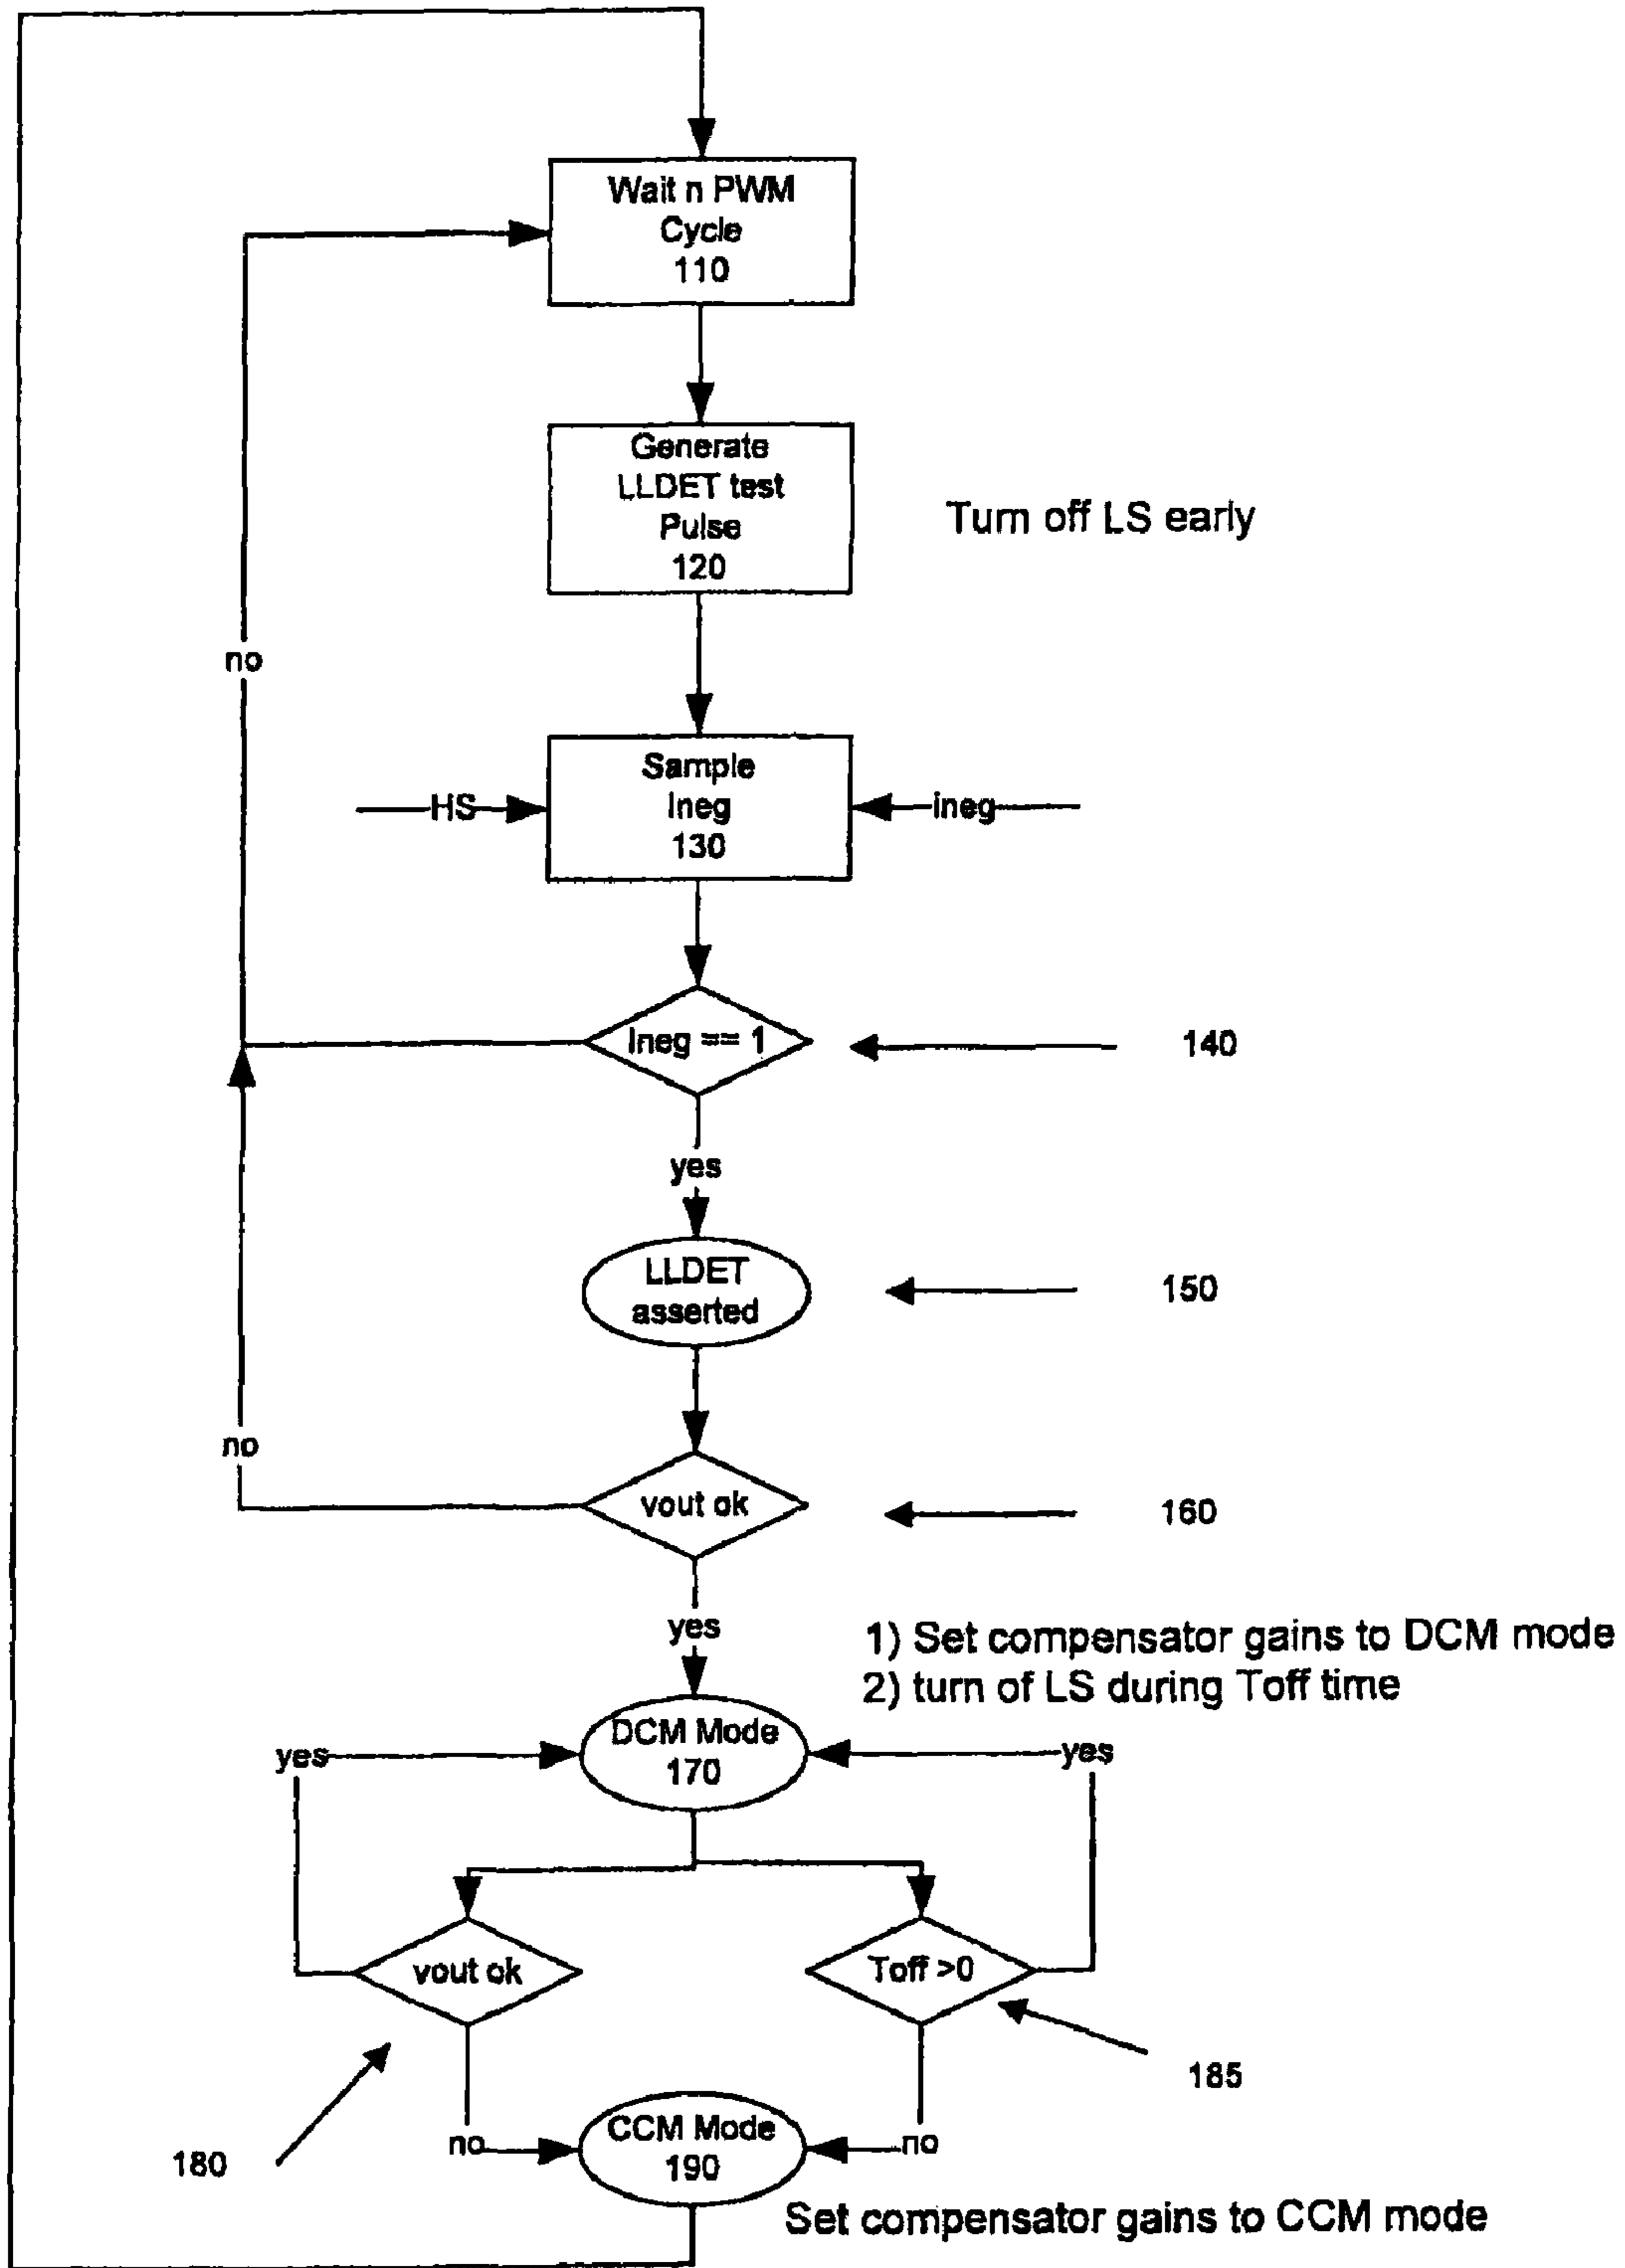 Wait n PWM
Cycle
110
Generate
LLDET test
Pulse
120
Turn off LS early
no
Sample
Ineg
130
HS
ineg
Ineg == 1
140
yes
LLDET
asserted
150
no
vout ok
160
yes
1) Set compensator gains to DCM mode
2) turn of LS during Toff time
DCM Mode
170
yes
yes
vout ok
Toff >0
185
180
no
CCM Mode
190
no
Set compensator gains to CCM mode